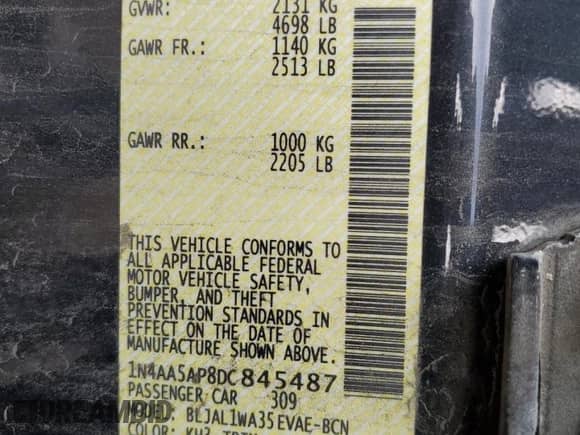 GVWR: 2131 KG
4698 LB
GAWR FR.: 1140 KG
2513 LB
GAWR RR.: 1000 KG
2205 LB
THIS VEHICLE CONFORMS TO
ALL APPLICABLE FEDERAL
MOTOR VEHICLE SAFETY,
BUMPER, AND THEFT
PREVENTION STANDARDS IN
EFFECT ON THE DATE OF
MANUFACTURE SHOWN ABOVE.
1N4AA5AP8DC845487
PASSENGER CAR 309
BLJAL1WA35EVAE-BCN
COLOR: KH3